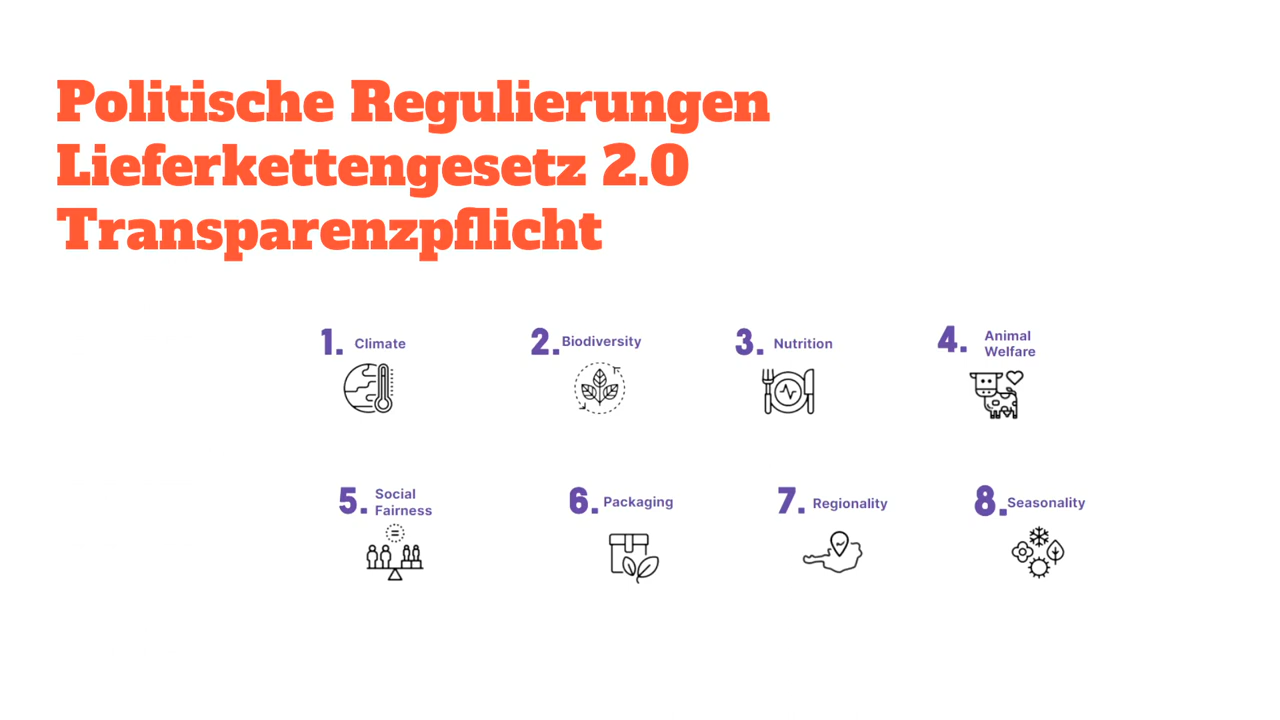 Politische Regulierungen
Lieferkettengesetz 2.0
Transparenzpflicht
1. Climate
2. Biodiversity
3. Nutrition
4. Animal
Welfare
5. Social
Fairness
6. Packaging
7. Regionality
8. Seasonality